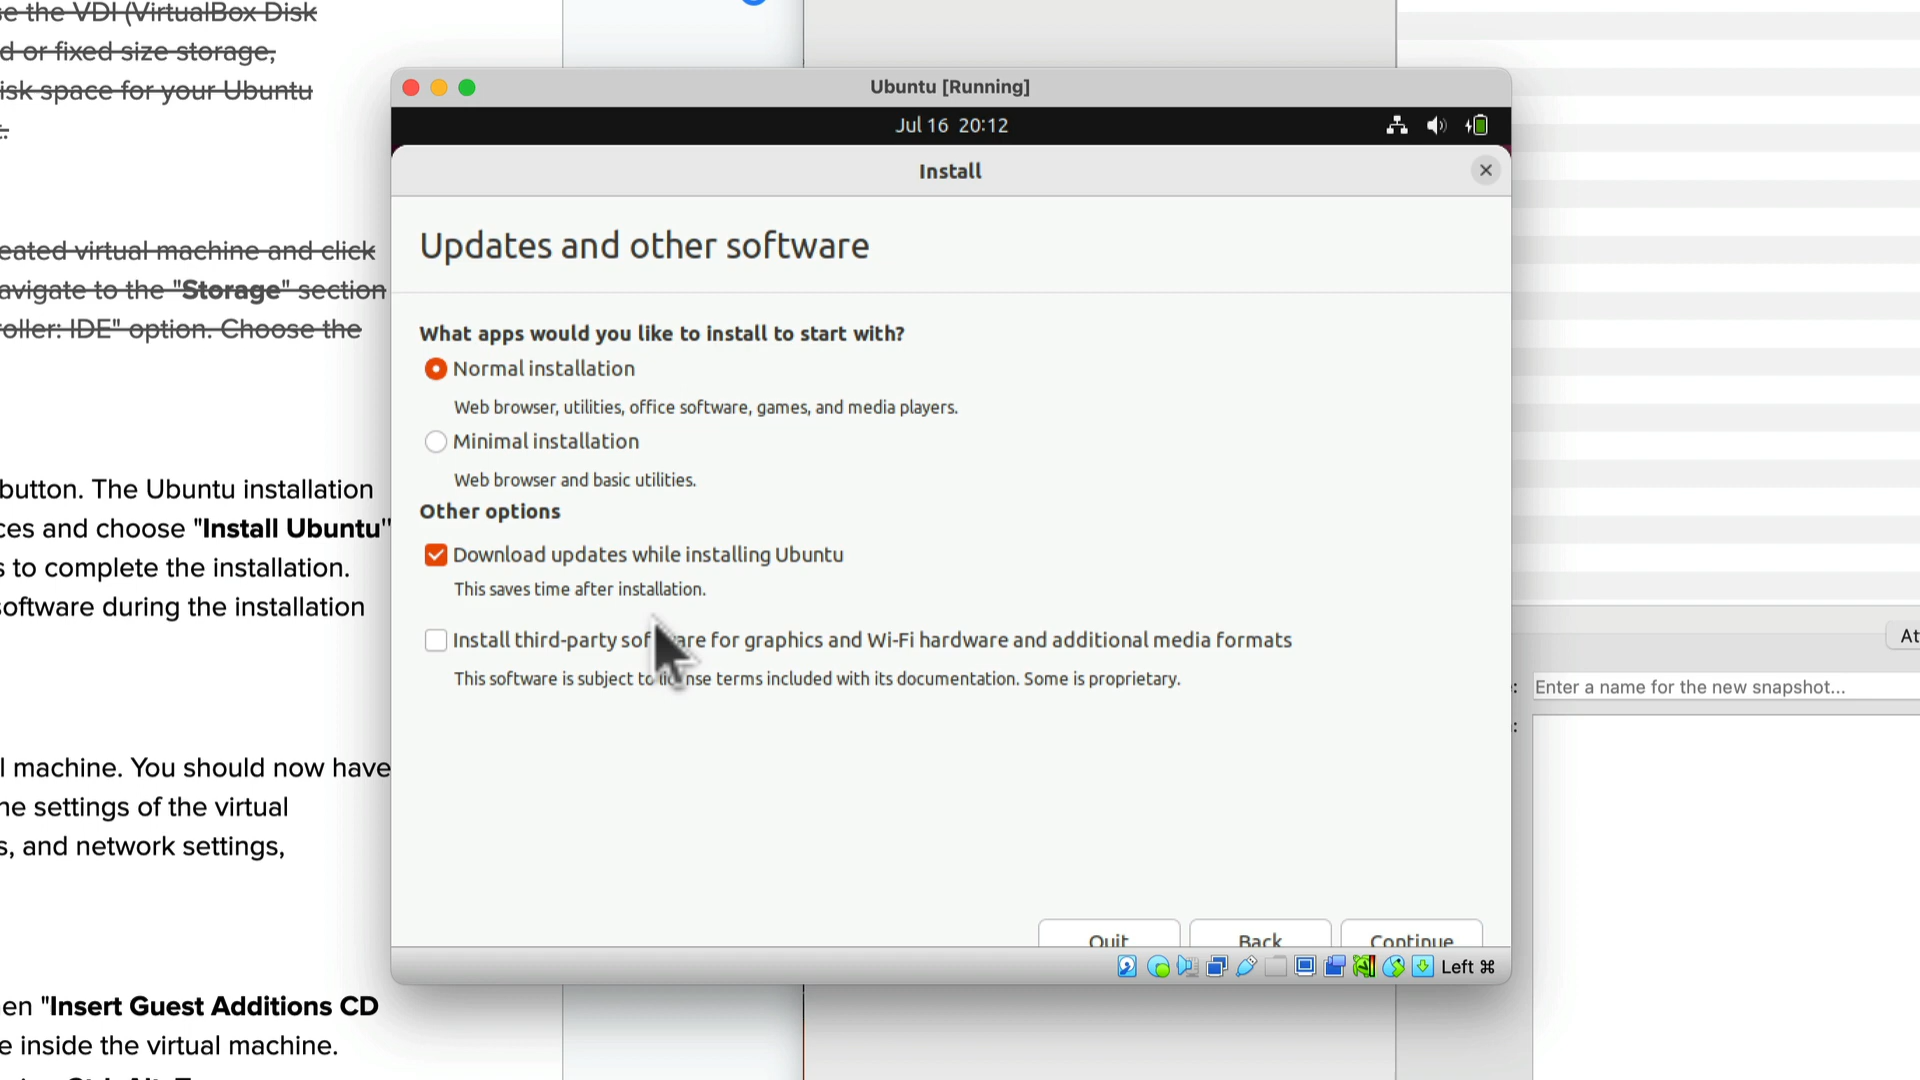 e the VDI (VirtualBox Disk
d or fixed size storage,
isk space for your Ubuntu
eated virtual machine and click
avigate to the "Storage" section
roller: IDE" option. Choose the
button. The Ubuntu installation
ces and choose "Install Ubuntu"
s to complete the installation.
software during the installation
l machine. You should now have
he settings of the virtual
s, and network settings,
en "Insert Guest Additions CD
e inside the virtual machine.
Ubuntu [Running]
Jul 16 20:12
Install
Updates and other software
What apps would you like to install to start with?
Normal installation
Web browser, utilities, office software, games, and media players.
Minimal installation
Web browser and basic utilities.
Other options
Download updates while installing Ubuntu
This saves time after installation.
Install third-party software for graphics and Wi-Fi hardware and additional media formats
This software is subject to license terms included with its documentation. Some is proprietary.
Quit Back Continue
Left ⌘
At
: Enter a name for the new snapshot...
: